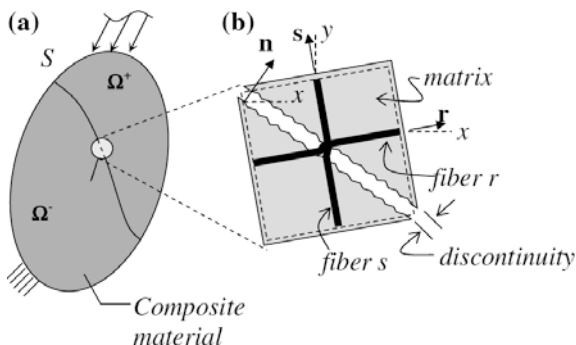 (a)
S
Ω⁺
Ω⁻
Composite
material
(b)
n
s
y
x
matrix
r
x
fiber r
fiber s
discontinuity